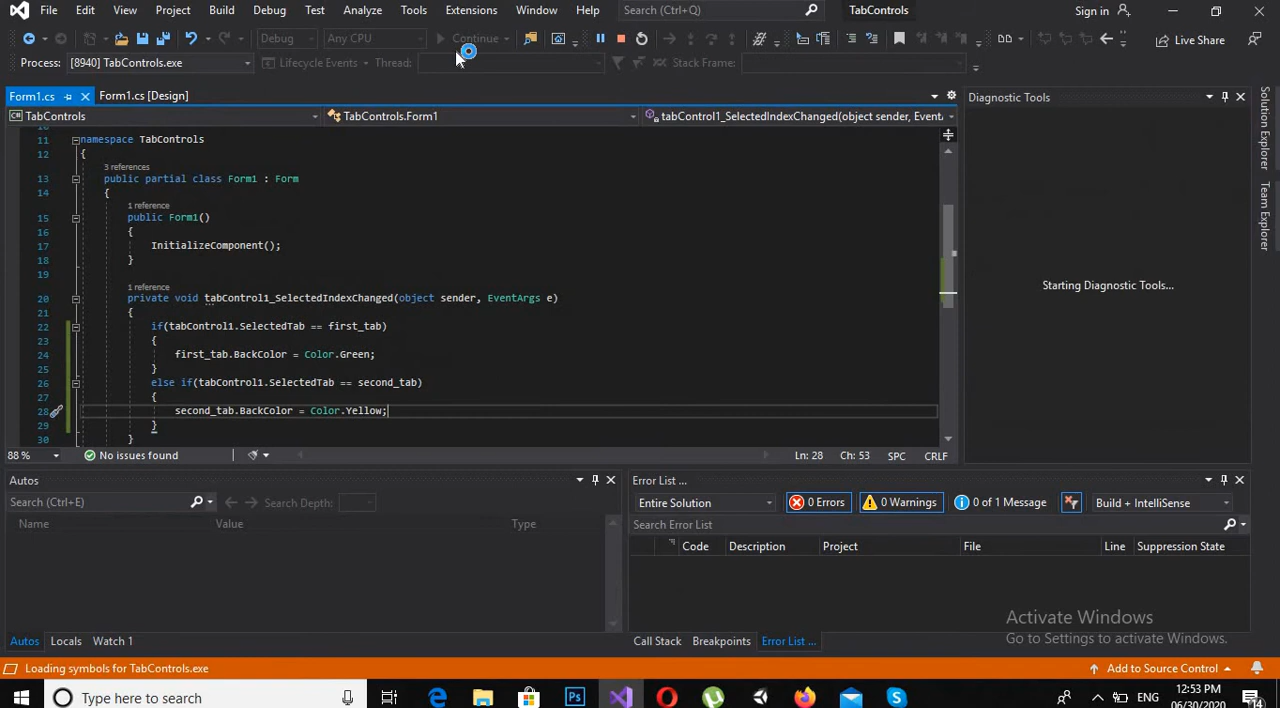 File Edit View Project Build Debug Test Analyze Tools Extensions Window Help Search (Ctrl+Q) TabControls Sign in
Debug Any CPU Continue Live Share
Process: [8940] TabControls.exe Lifecycle Events Thread: Stack Frame:
Form1.cs Form1.cs [Design] Diagnostic Tools
TabControls TabControls.Form1 tabControl1_SelectedIndexChanged(object sender, EventA
11 namespace TabControls
12 {
3 references
13 public partial class Form1 : Form
14 {
1 reference
15 public Form1()
16 {
17 InitializeComponent();
18 }
19
1 reference
20 private void tabControl1_SelectedIndexChanged(object sender, EventArgs e)
21 {
22 if(tabControl1.SelectedTab == first_tab)
23 {
24 first_tab.BackColor = Color.Green;
25 }
26 else if(tabControl1.SelectedTab == second_tab)
27 {
28 second_tab.BackColor = Color.Yellow;
29 }
30 }
Starting Diagnostic Tools...
Solution Explorer
Team Explorer
88 % No issues found Ln: 28 Ch: 53 SPC CRLF
Autos
Search (Ctrl+E) Search Depth:
Name Value Type
Autos Locals Watch 1
Error List ...
Entire Solution 0 Errors 0 Warnings 0 of 1 Message Build + IntelliSense
Search Error List
Code Description Project File Line Suppression State
Activate Windows
Go to Settings to activate Windows.
Call Stack Breakpoints Error List ...
Loading symbols for TabControls.exe Add to Source Control
Type here to search ENG 12:53 PM
06/30/2020 14